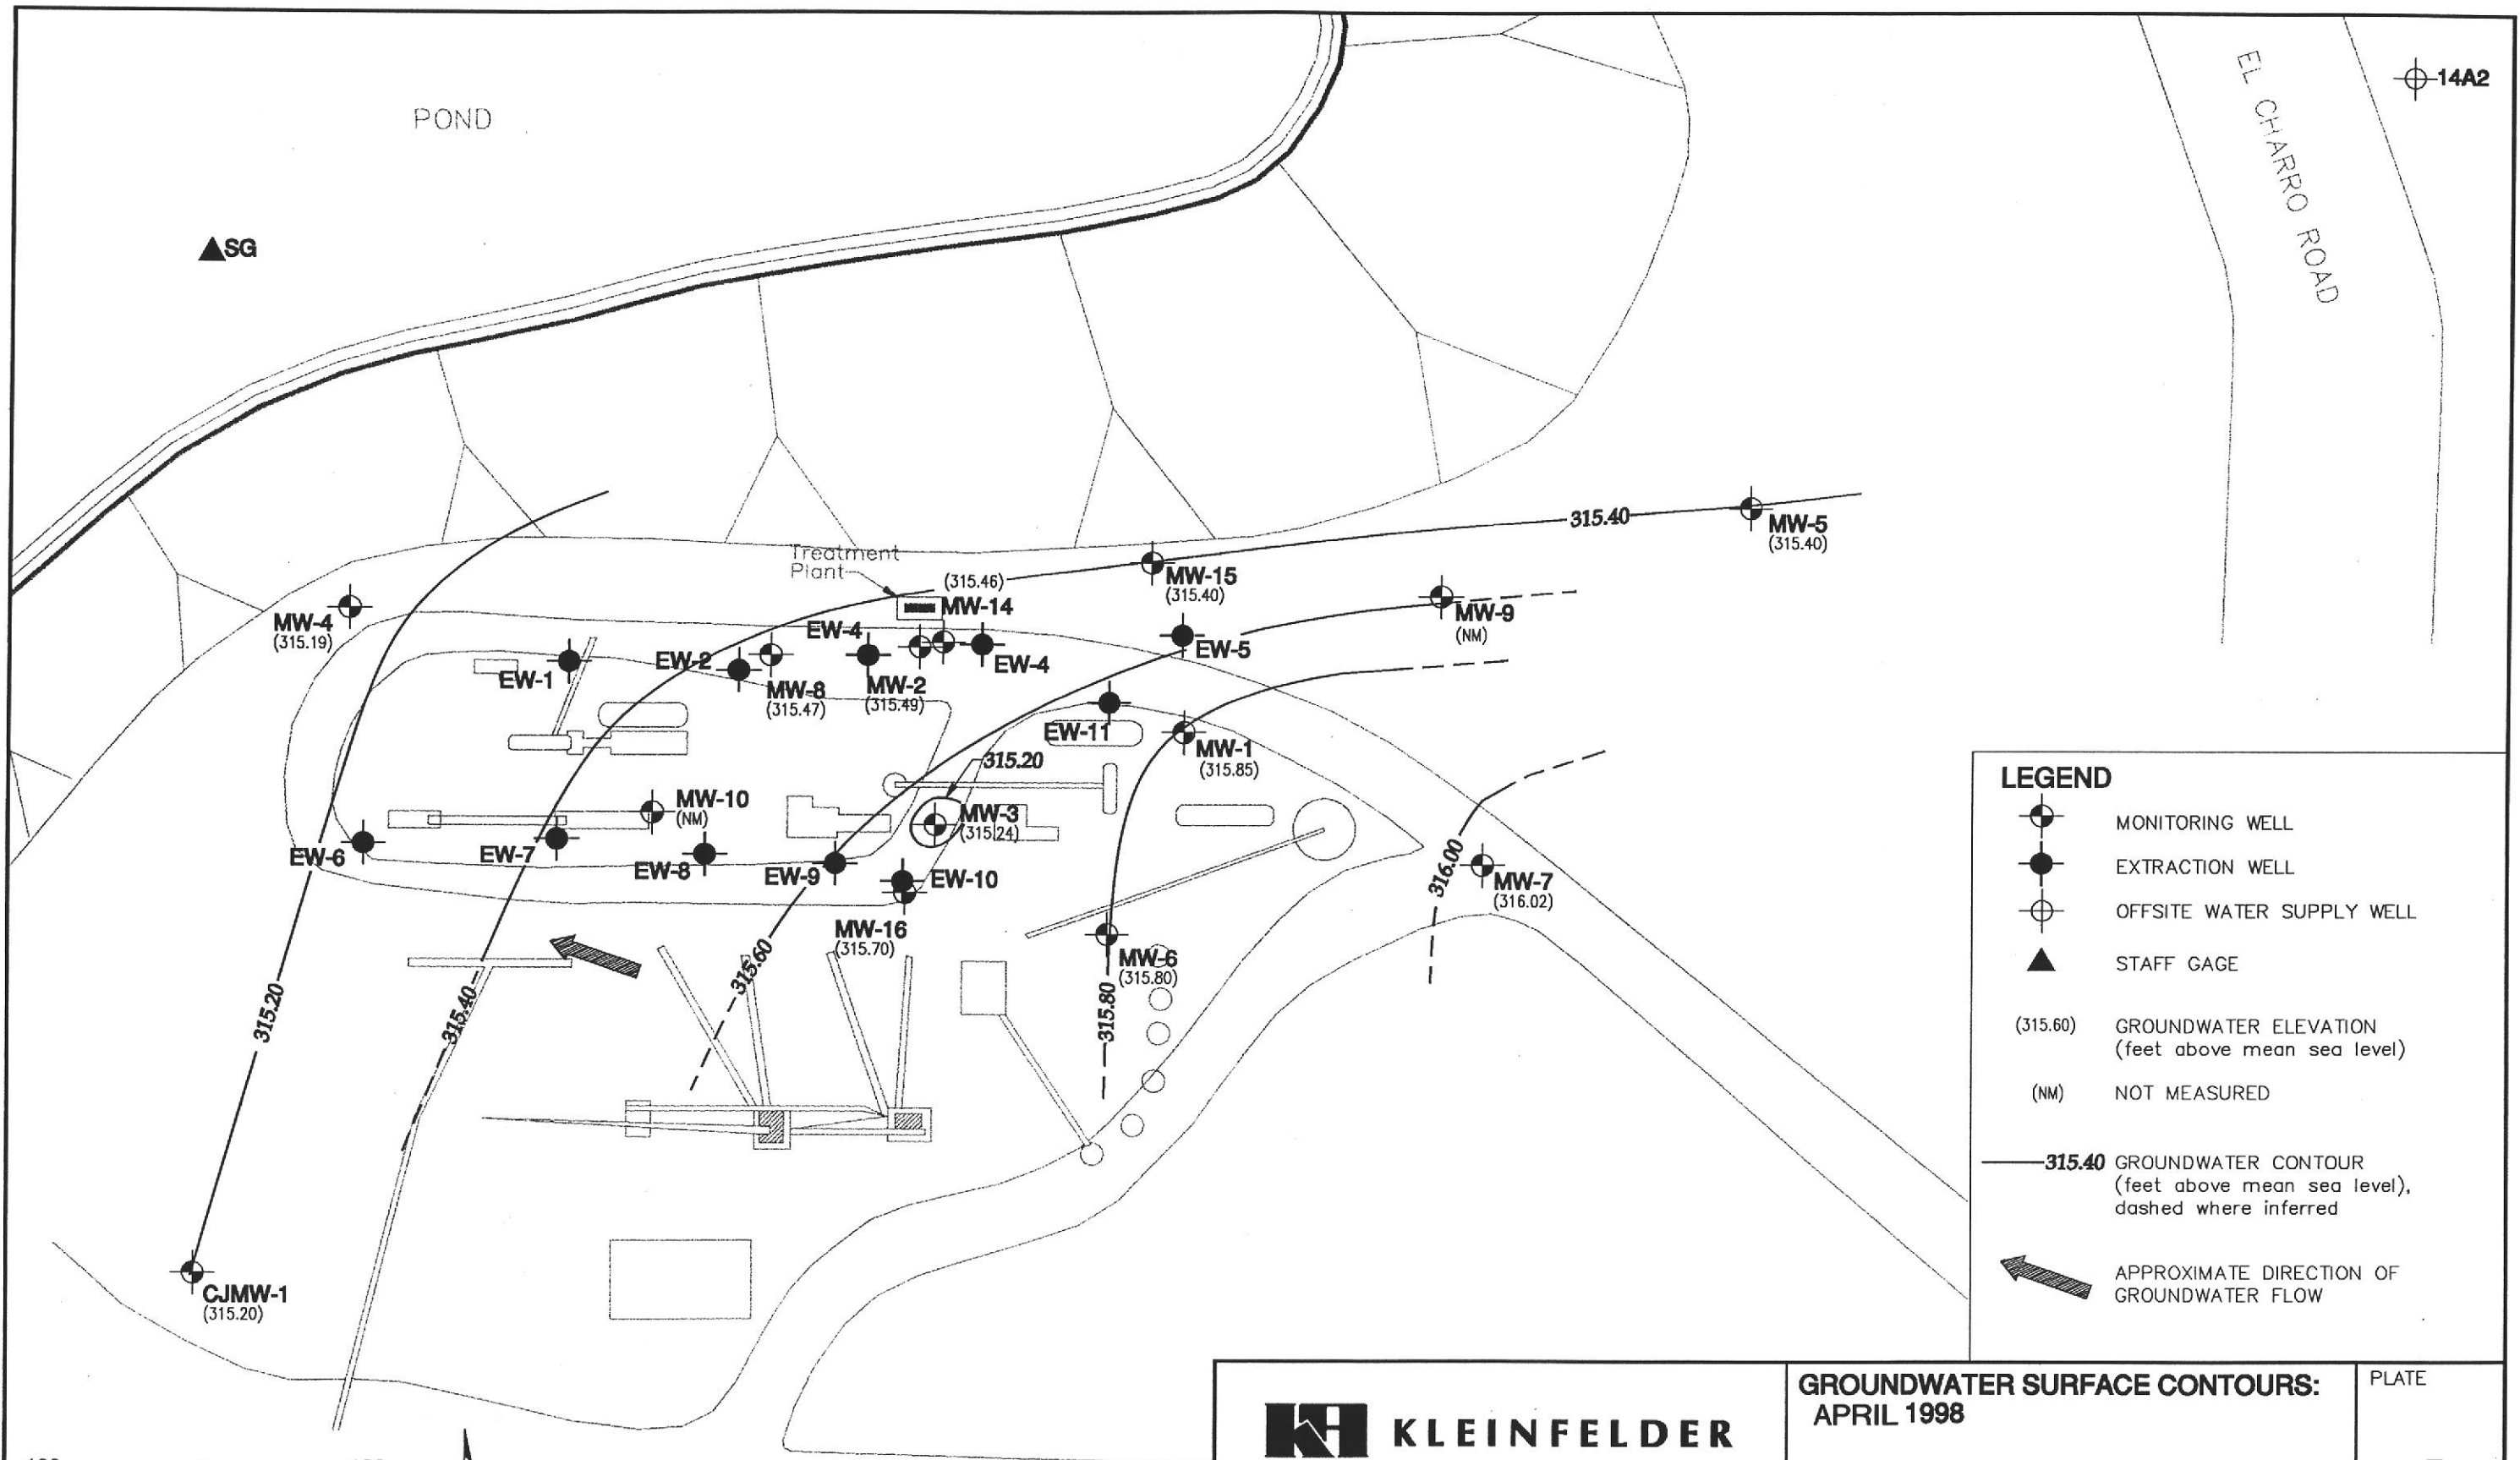 POND
EL CHARRO ROAD
14A2
SG
315.40
MW-5
(315.40)
Treatment
Plant
(315.46)
MW-14
MW-15
(315.40)
MW-9
(NM)
MW-4
(315.19)
EW-4
EW-5
EW-2
EW-4
EW-1
MW-8
(315.47)
MW-2
(315.49)
EW-11
MW-1
(315.85)
315.20
MW-10
(NM)
MW-3
(315.24)
EW-6
EW-7
EW-8
EW-9
EW-10
316.00
MW-7
(316.02)
MW-16
(315.70)
MW-6
(315.80)
315.20
315.40
315.60
315.80
CJMW-1
(315.20)
LEGEND
MONITORING WELL
EXTRACTION WELL
OFFSITE WATER SUPPLY WELL
STAFF GAGE
(315.60) GROUNDWATER ELEVATION
(feet above mean sea level)
(NM) NOT MEASURED
315.40 GROUNDWATER CONTOUR
(feet above mean sea level),
dashed where inferred
APPROXIMATE DIRECTION OF
GROUNDWATER FLOW
KLEINFELDER
GROUNDWATER SURFACE CONTOURS:
APRIL 1998
PLATE